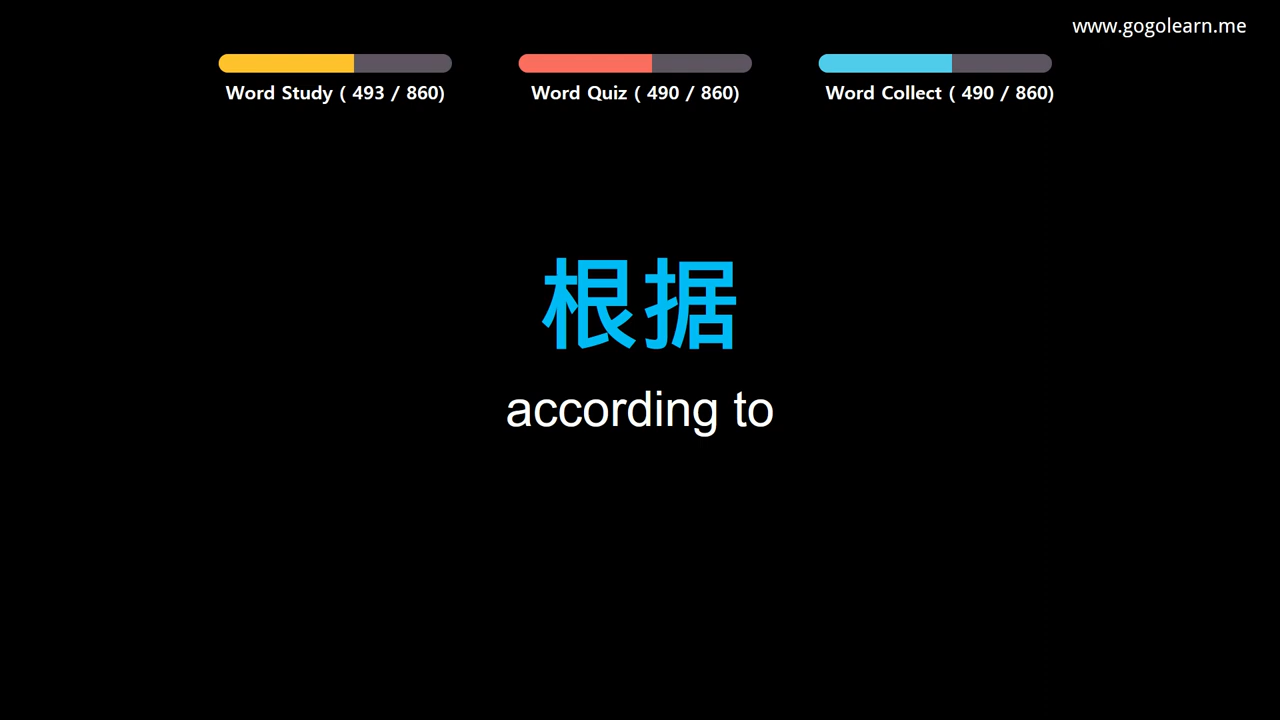 www.gogolearn.me
Word Study ( 493 / 860)
Word Quiz ( 490 / 860)
Word Collect ( 490 / 860)
根据
according to